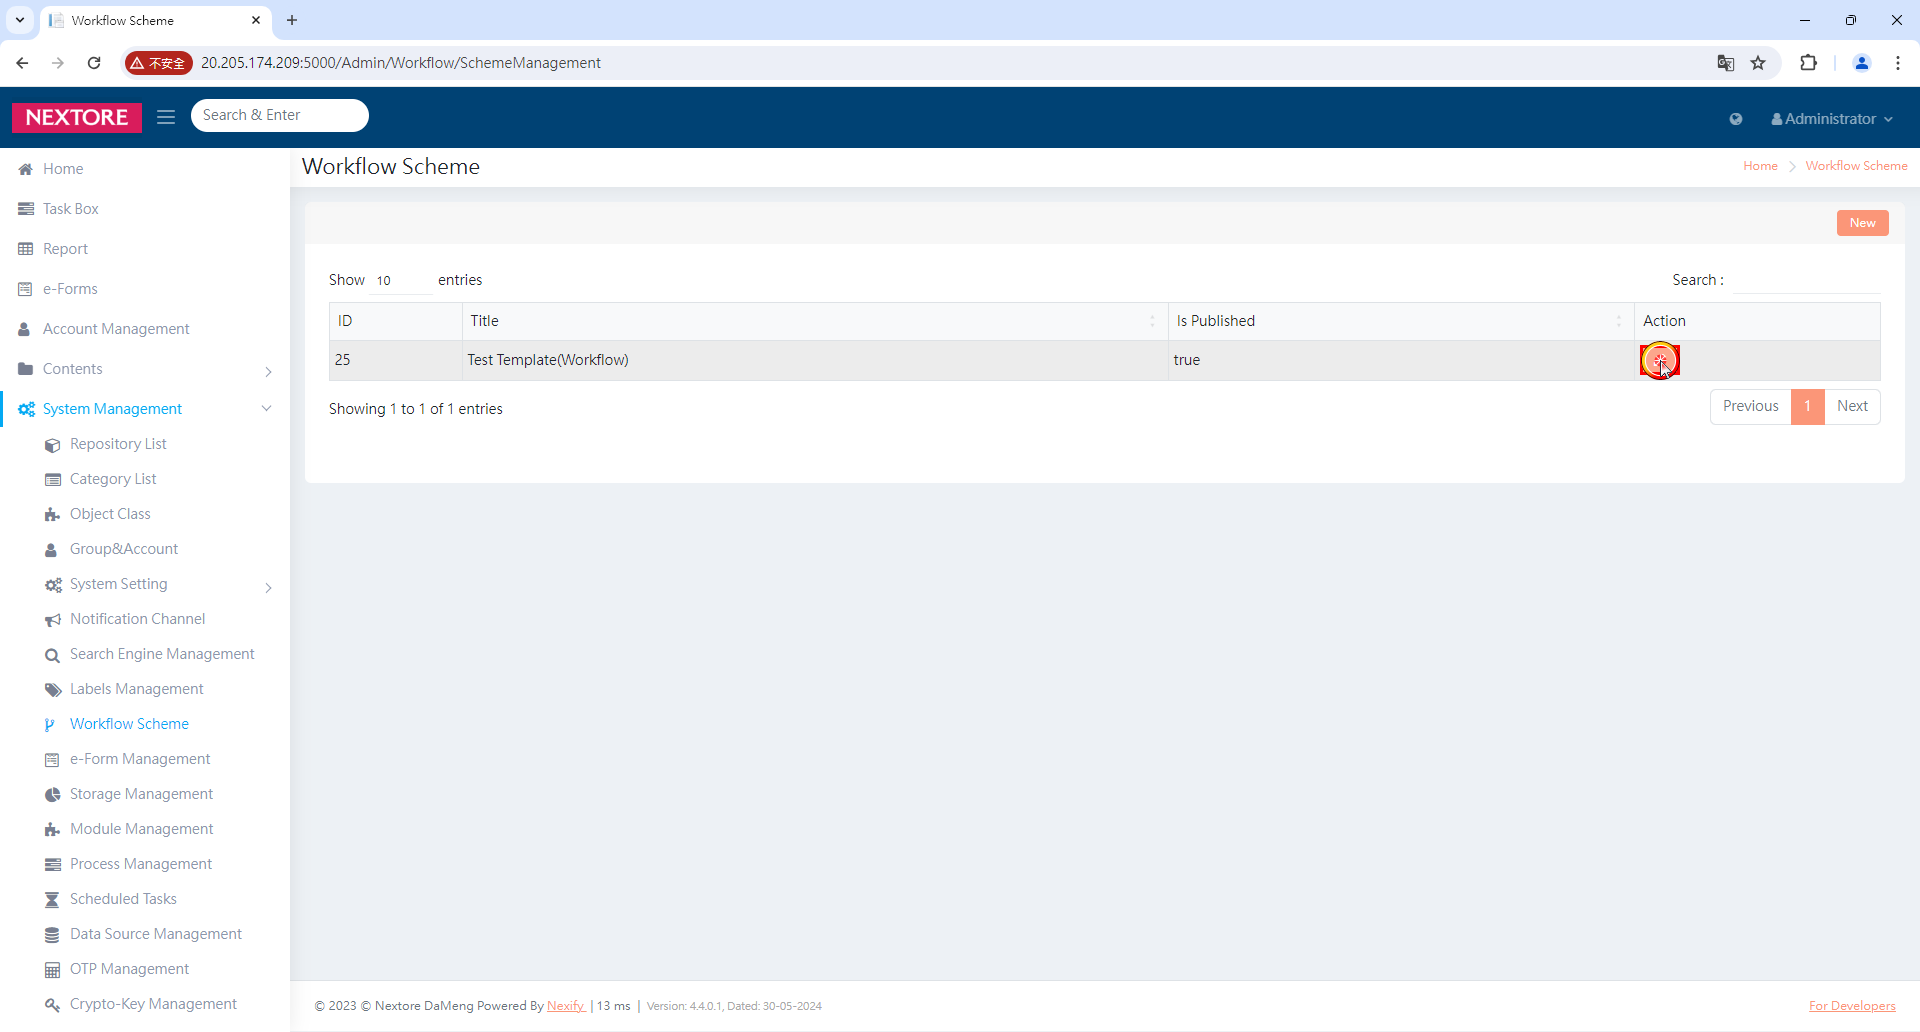 Workflow Scheme
不安全 20.205.174.209:5000/Admin/Workflow/SchemeManagement
NEXTORE Search & Enter Administrator
Home
Task Box
Report
e-Forms
Account Management
Contents
System Management
Repository List
Category List
Object Class
Group&Account
System Setting
Notification Channel
Search Engine Management
Labels Management
Workflow Scheme
e-Form Management
Storage Management
Module Management
Process Management
Scheduled Tasks
Data Source Management
OTP Management
Crypto-Key Management
Workflow Scheme
Home Workflow Scheme
New
Show 10 entries Search :
ID Title Is Published Action
25 Test Template(Workflow) true
Showing 1 to 1 of 1 entries
Previous 1 Next
© 2023 © Nextore DaMeng Powered By Nexify | 13 ms | Version: 4.4.0.1, Dated: 30-05-2024
For Developers